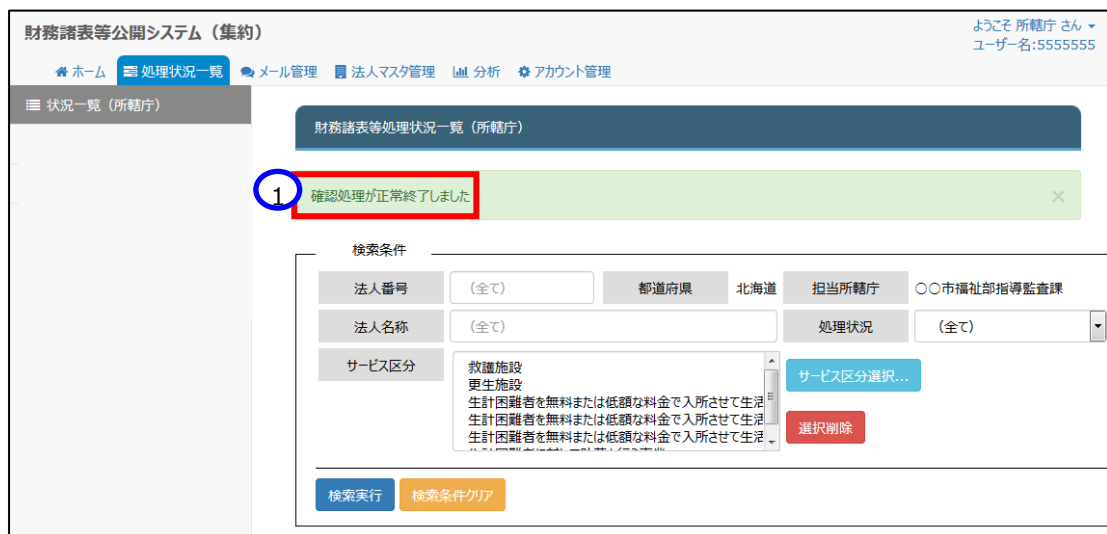 財務諸表等公開システム（集約）
ようこそ 所轄庁 さん
ユーザー名:5555555
ホーム 処理状況一覧 メール管理 法人マスタ管理 分析 アカウント管理
状況一覧（所轄庁）
財務諸表等処理状況一覧（所轄庁）
1 確認処理が正常終了しました ×
検索条件
法人番号 （全て） 都道府県 北海道 担当所轄庁 〇〇市福祉部指導監査課
法人名称 （全て） 処理状況 （全て）
サービス区分 救護施設
更生施設
生計困難者を無料または低額な料金で入所させて生活
生計困難者を無料または低額な料金で入所させて生活
生計困難者を無料または低額な料金で入所させて生活
サービス区分選択...
選択削除
検索実行 検索条件クリア